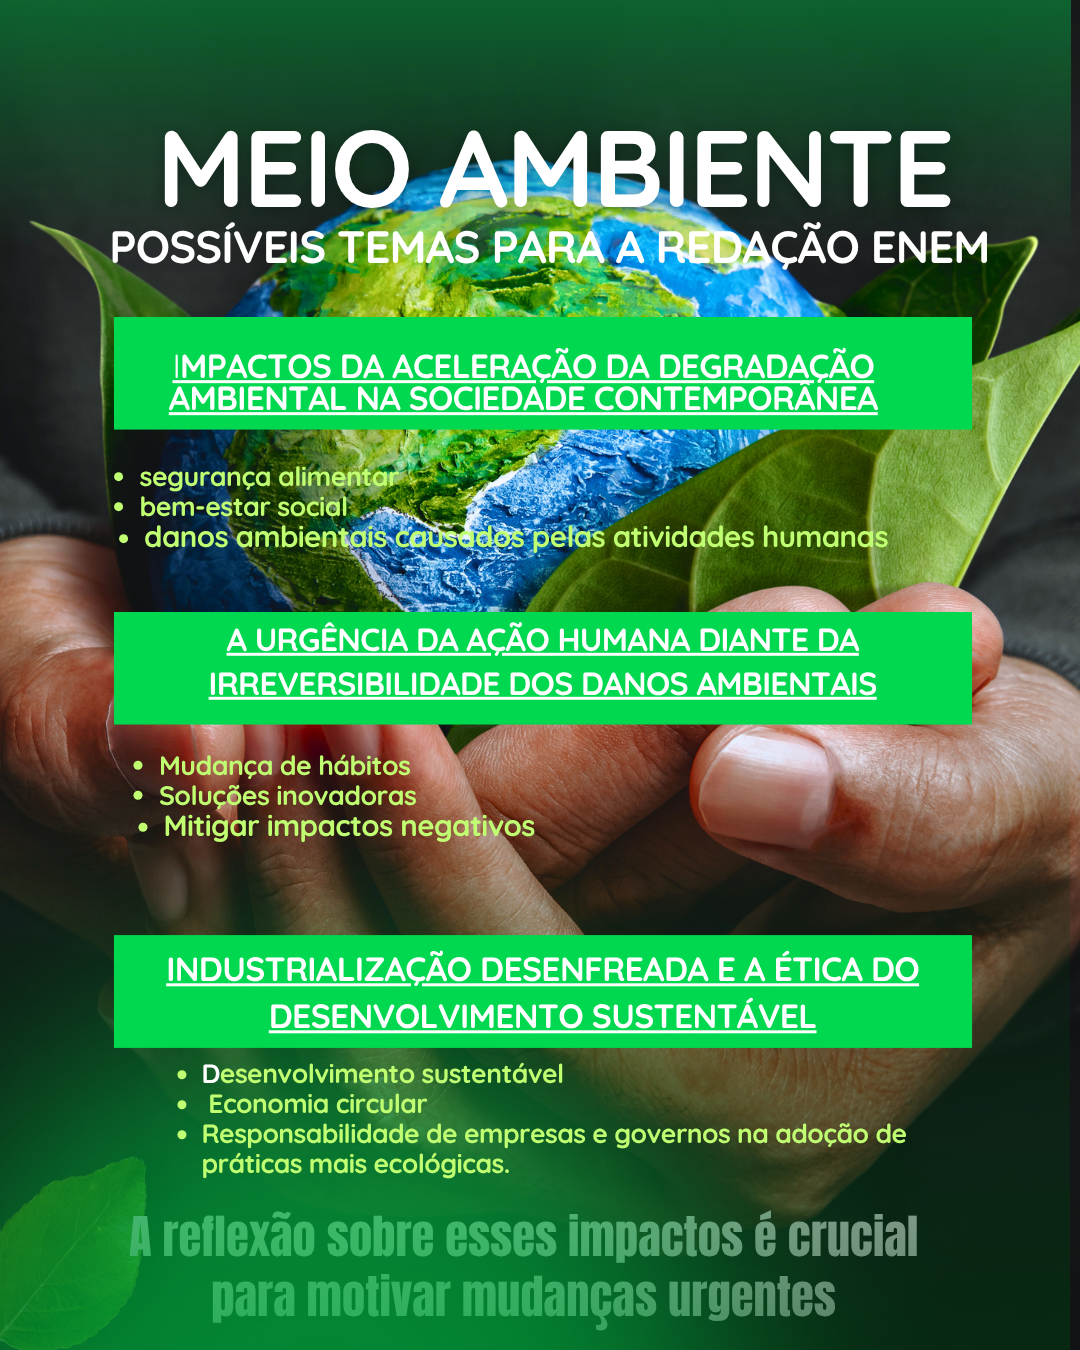 MEIO AMBIENTE
POSSÍVEIS TEMAS PARA A REDAÇÃO ENEM
IMPACTOS DA ACELERAÇÃO DA DEGRADAÇÃO
AMBIENTAL NA SOCIEDADE CONTEMPORÂNEA
• segurança alimentar
• bem-estar social
• danos ambientais causados pelas atividades humanas
A URGÊNCIA DA AÇÃO HUMANA DIANTE DA
IRREVERSIBILIDADE DOS DANOS AMBIENTAIS
• Mudança de hábitos
• Soluções inovadoras
• Mitigar impactos negativos
INDUSTRIALIZAÇÃO DESENFREADA E A ÉTICA DO
DESENVOLVIMENTO SUSTENTÁVEL
• Desenvolvimento sustentável
• Economia circular
• Responsabilidade de empresas e governos na adoção de
práticas mais ecológicas.
A reflexão sobre esses impactos é crucial
para motivar mudanças urgentes